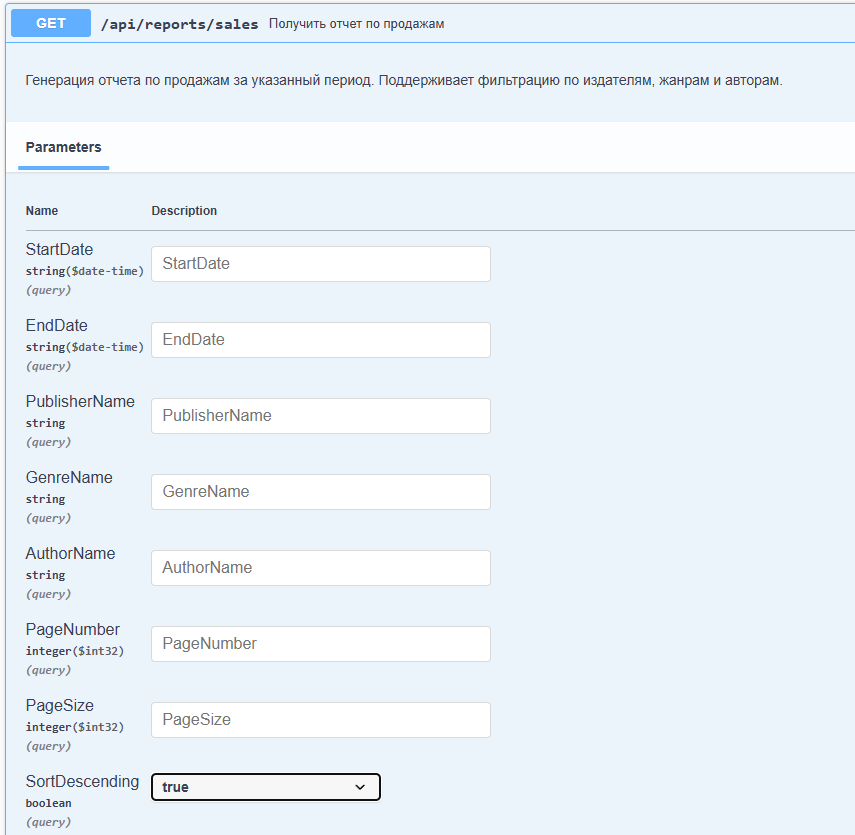 GET /api/reports/sales Получить отчет по продажам
Генерация отчета по продажам за указанный период. Поддерживает фильтрацию по издателям, жанрам и авторам.
Parameters
Name Description
StartDate
string($date-time)
(query)
StartDate
EndDate
string($date-time)
(query)
EndDate
PublisherName
string
(query)
PublisherName
GenreName
string
(query)
GenreName
AuthorName
string
(query)
AuthorName
PageNumber
integer($int32)
(query)
PageNumber
PageSize
integer($int32)
(query)
PageSize
SortDescending
boolean
(query)
true